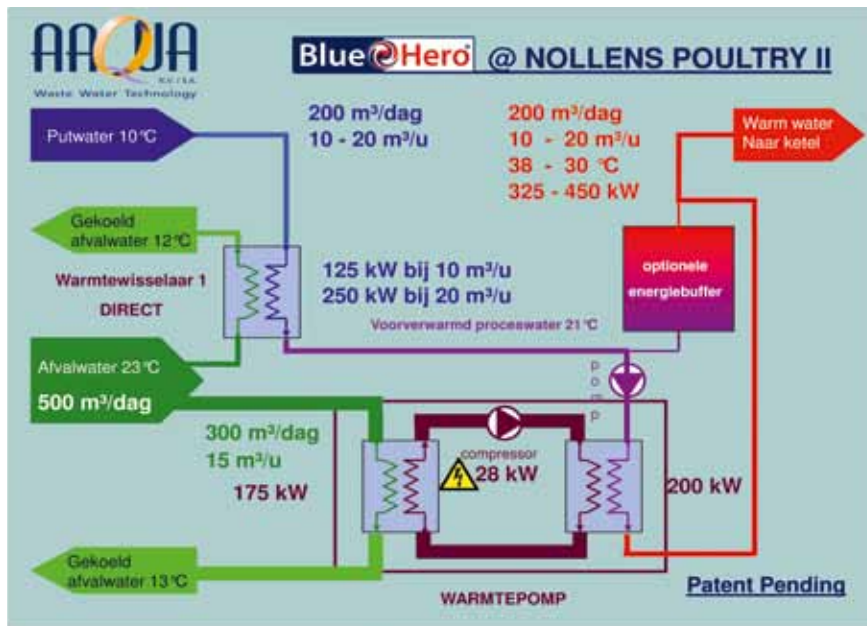 AAQUA
N.V. / S.A.
Waste Water Technology
Blue Hero @ NOLLENS POULTRY II
Putwater 10°C
200 m³/dag
10 - 20 m³/u
200 m³/dag
10 - 20 m³/u
38 - 30 °C
325 - 450 kW
Warm water
Naar ketel
Gekoeld
afvalwater 12°C
Warmtewisselaar 1
DIRECT
125 kW bij 10 m³/u
250 kW bij 20 m³/u
optionele
energiebuffer
Voorverwarmd proceswater 21°C
Afvalwater 23°C
500 m³/dag
pomp
300 m³/dag
15 m³/u
175 kW
compressor
28 kW
200 kW
Gekoeld
afvalwater 13°C
WARMTEPOMP
Patent Pending